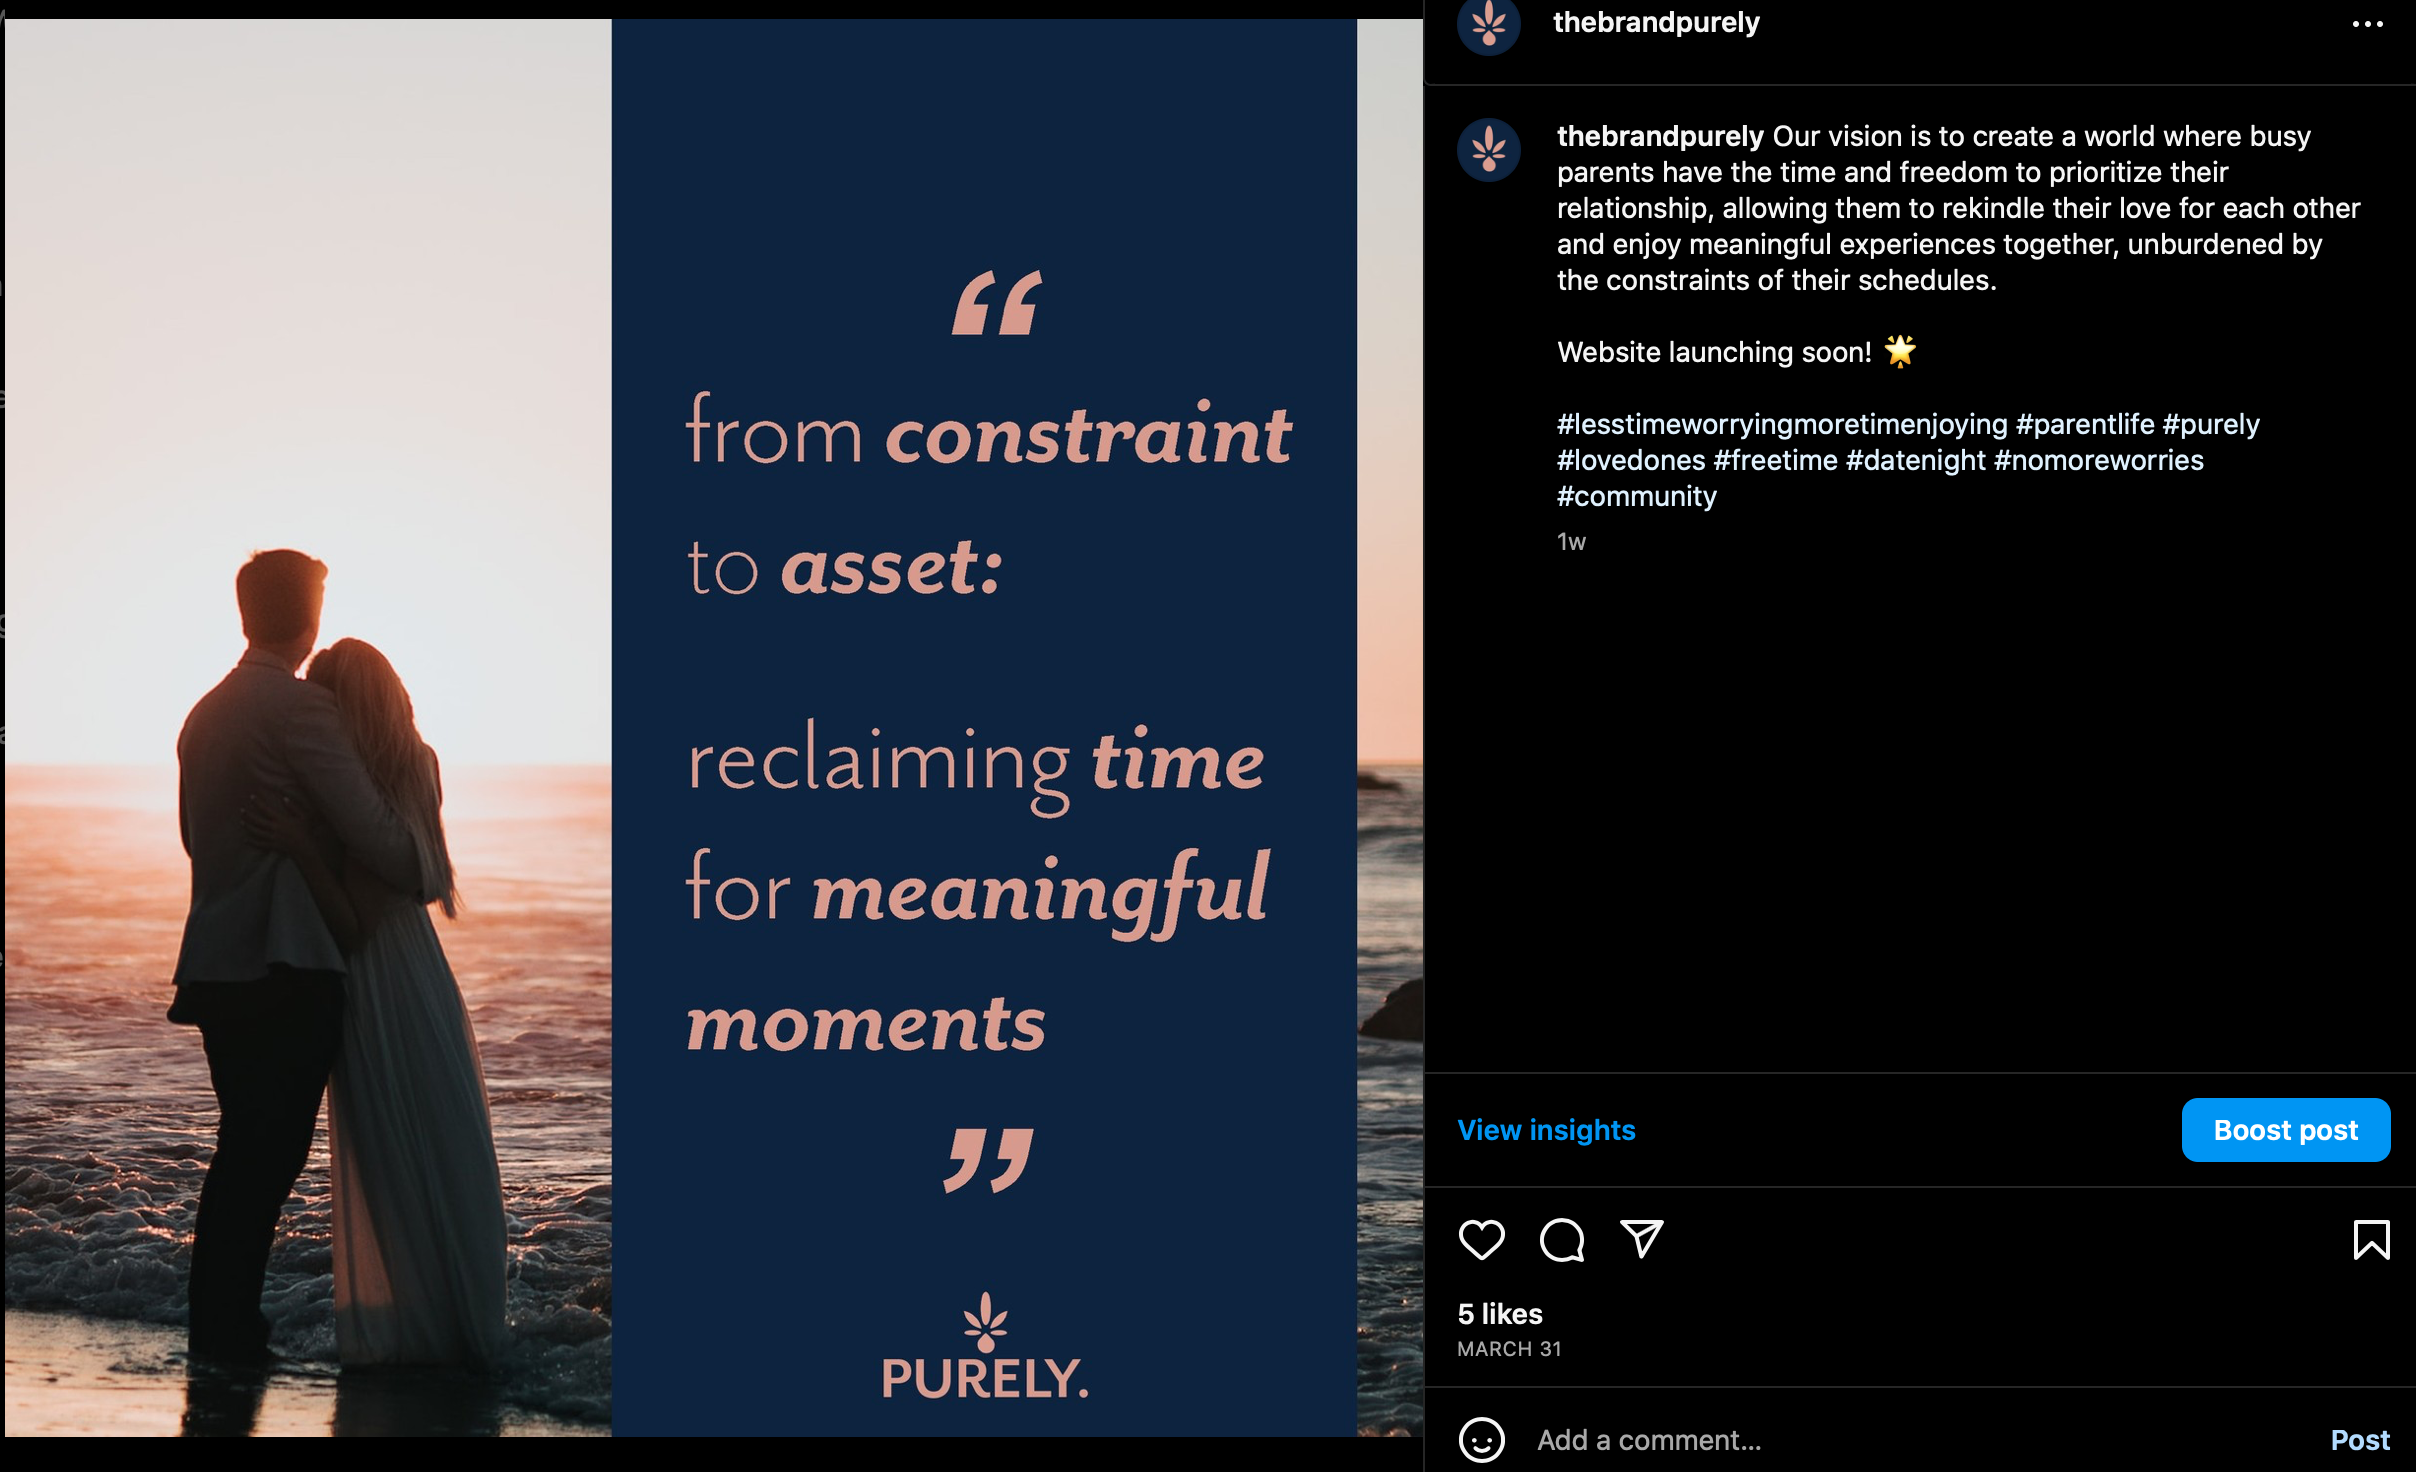 “
from constraint
to asset:
reclaiming time
for meaningful
moments
”
PURELY.
thebrandpurely
thebrandpurely Our vision is to create a world where busy
parents have the time and freedom to prioritize their
relationship, allowing them to rekindle their love for each other
and enjoy meaningful experiences together, unburdened by
the constraints of their schedules.
Website launching soon! 🌟
#lesstimeworryingmoretimenjoying #parentlife #purely
#lovedones #freetime #datenight #nomoreworries
#community
1w
View insights
Boost post
5 likes
MARCH 31
Add a comment...
Post